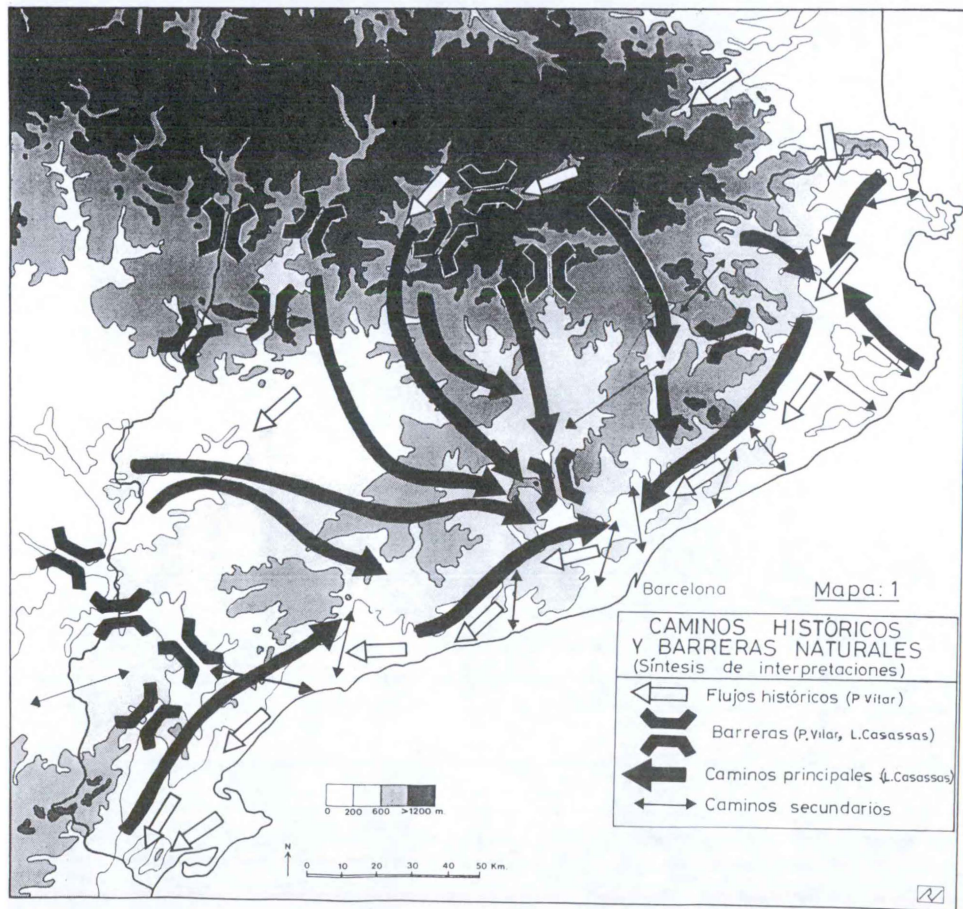 Barcelona
Mapa: 1
CAMINOS HISTÓRICOS
Y BARRERAS NATURALES
(Síntesis de interpretaciones)
Flujos históricos (P Vilar)
Barreras (P. Vilar, L. Casassas)
Caminos principales (L. Casassas)
Caminos secundarios
0 200 600 >1200 m.
N
0 10 20 30 40 50 Km.